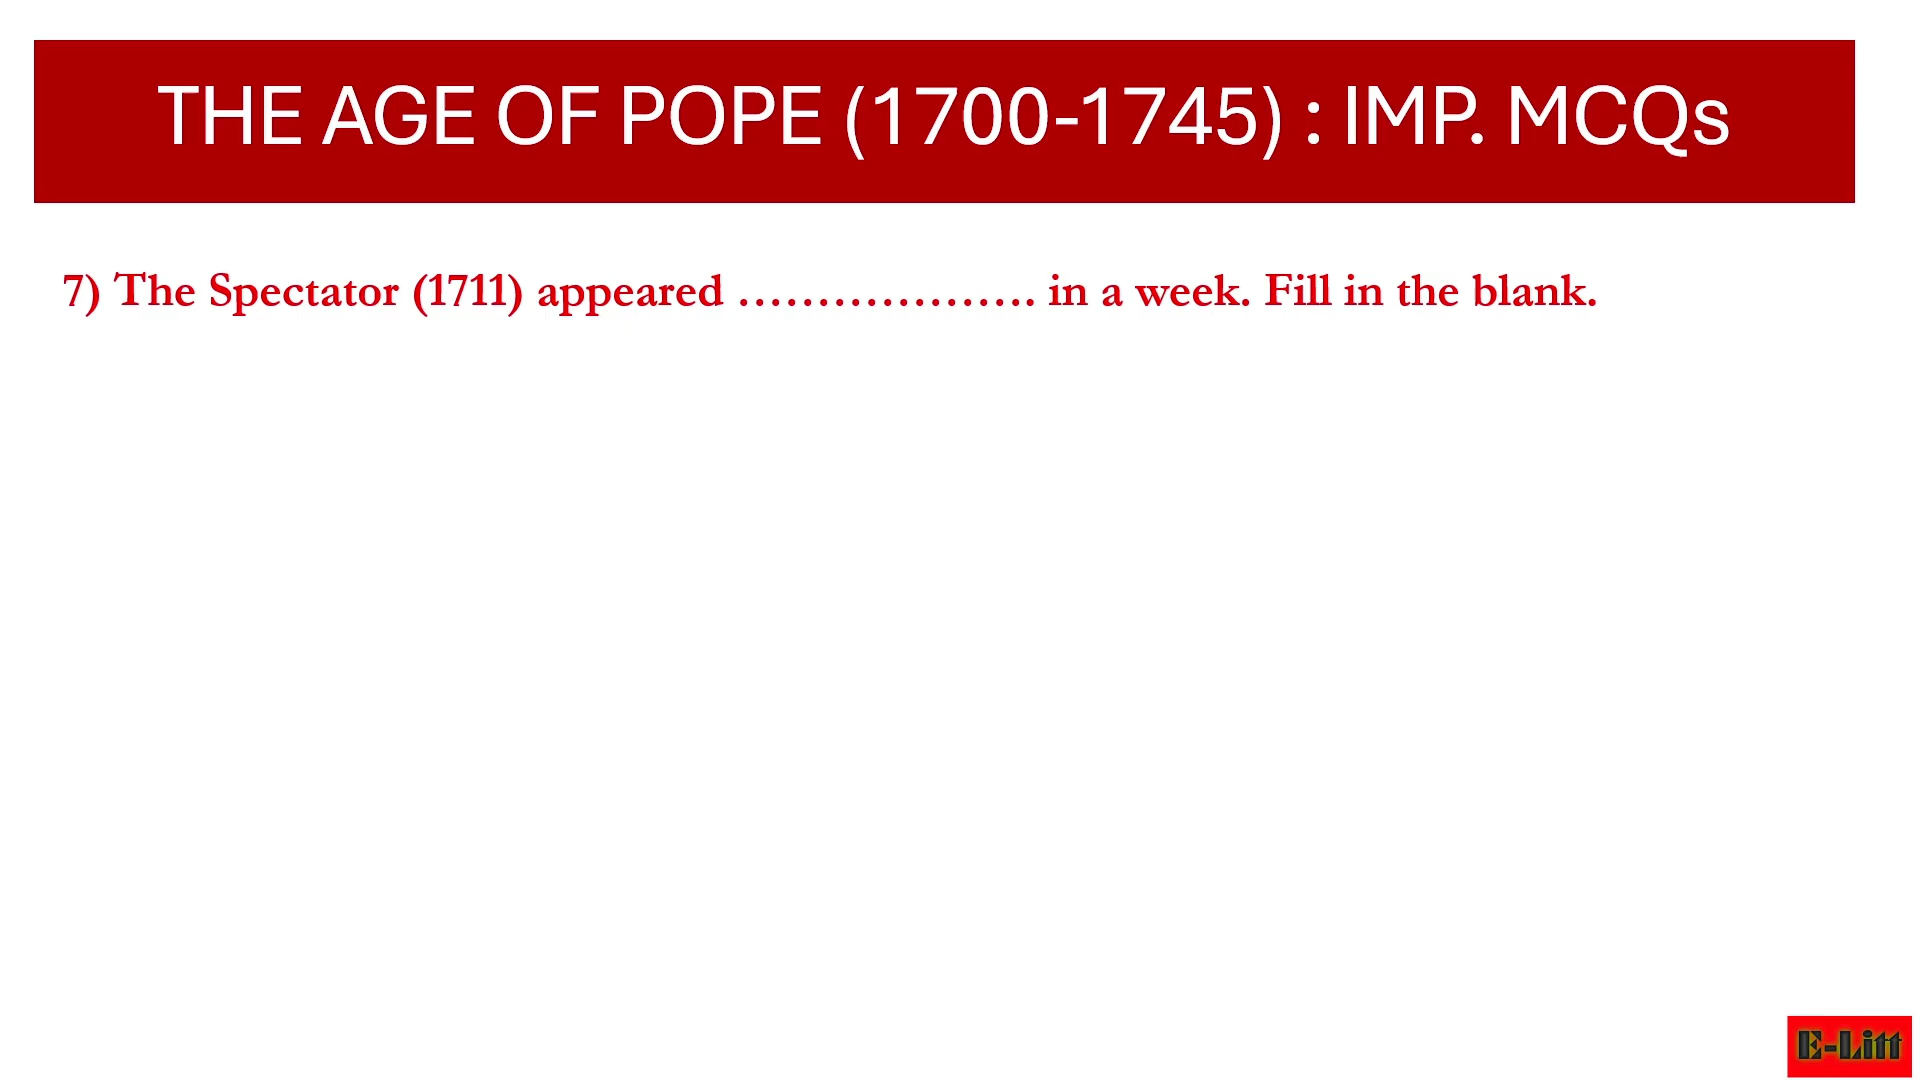 THE AGE OF POPE (1700-1745) : IMP. MCQs
7) The Spectator (1711) appeared ………………. in a week. Fill in the blank.
E-Litt